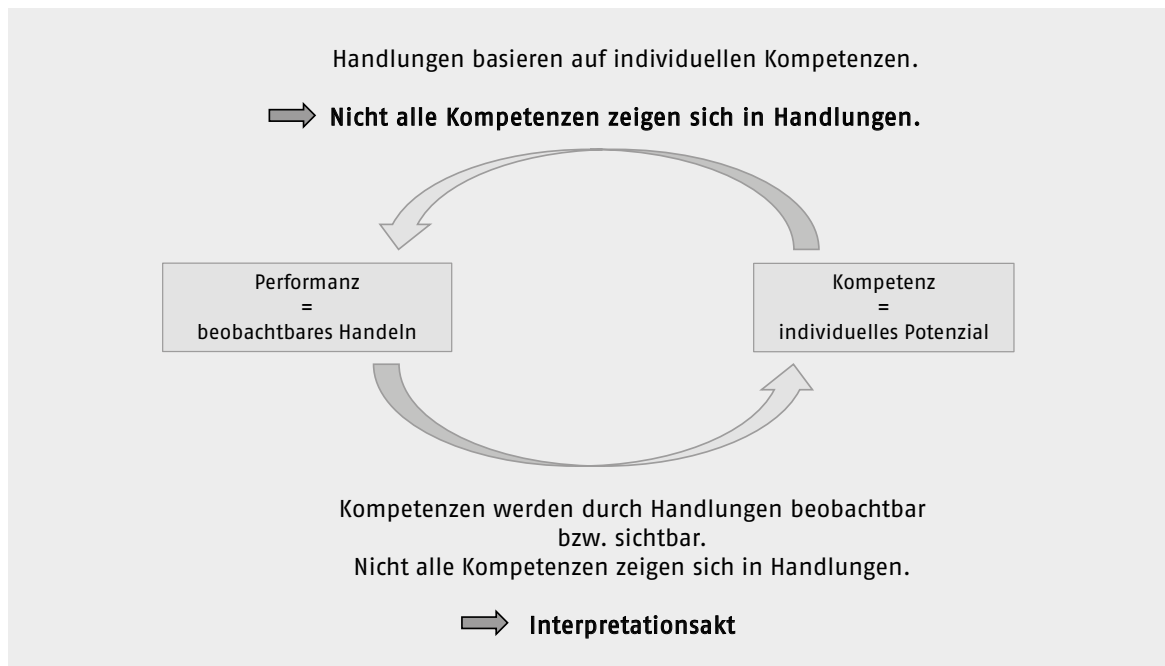 Handlungen basieren auf individuellen Kompetenzen.
Nicht alle Kompetenzen zeigen sich in Handlungen.
Performanz
=
beobachtbares Handeln
Kompetenz
=
individuelles Potenzial
Kompetenzen werden durch Handlungen beobachtbar
bzw. sichtbar.
Nicht alle Kompetenzen zeigen sich in Handlungen.
Interpretationsakt